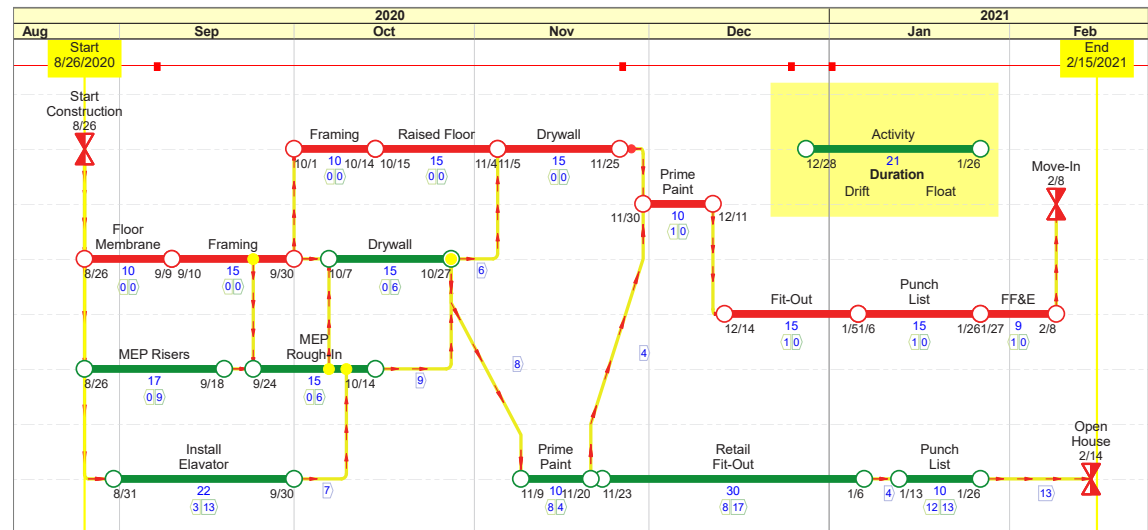 2020 2021
Aug Sep Oct Nov Dec Jan Feb
Start
8/26/2020
End
2/15/2021
Start
Construction
8/26
Framing Raised Floor Drywall
10/1 10/14 10/15 11/4 11/5 11/25
10 15 15
0 0 0 0 0 0
Activity
12/28 21 1/26
Duration
Drift Float
Prime
Paint
11/30 12/11
10
1 0
Move-In
2/8
Floor
Membrane Framing Drywall
8/26 9/9 9/10 9/30 10/7 10/27
10 15 15 6
0 0 0 0 0 6
Fit-Out
Punch
List
FF&E
12/14 1/5 1/6 1/26 1/27 2/8
15 15 9
1 0 1 0 1 0
8 4
MEP Risers
MEP
Rough-In
8/26 9/18 9/24 10/14
17 15 9
0 9 0 6
Install
Elavator
8/31 9/30
22 7
3 13
Prime
Paint
Retail
Fit-Out
Punch
List
Open
House
2/14
11/9 11/20 11/23 1/6 1/13 1/26
10 30 4 10 13
8 4 8 17 12 13